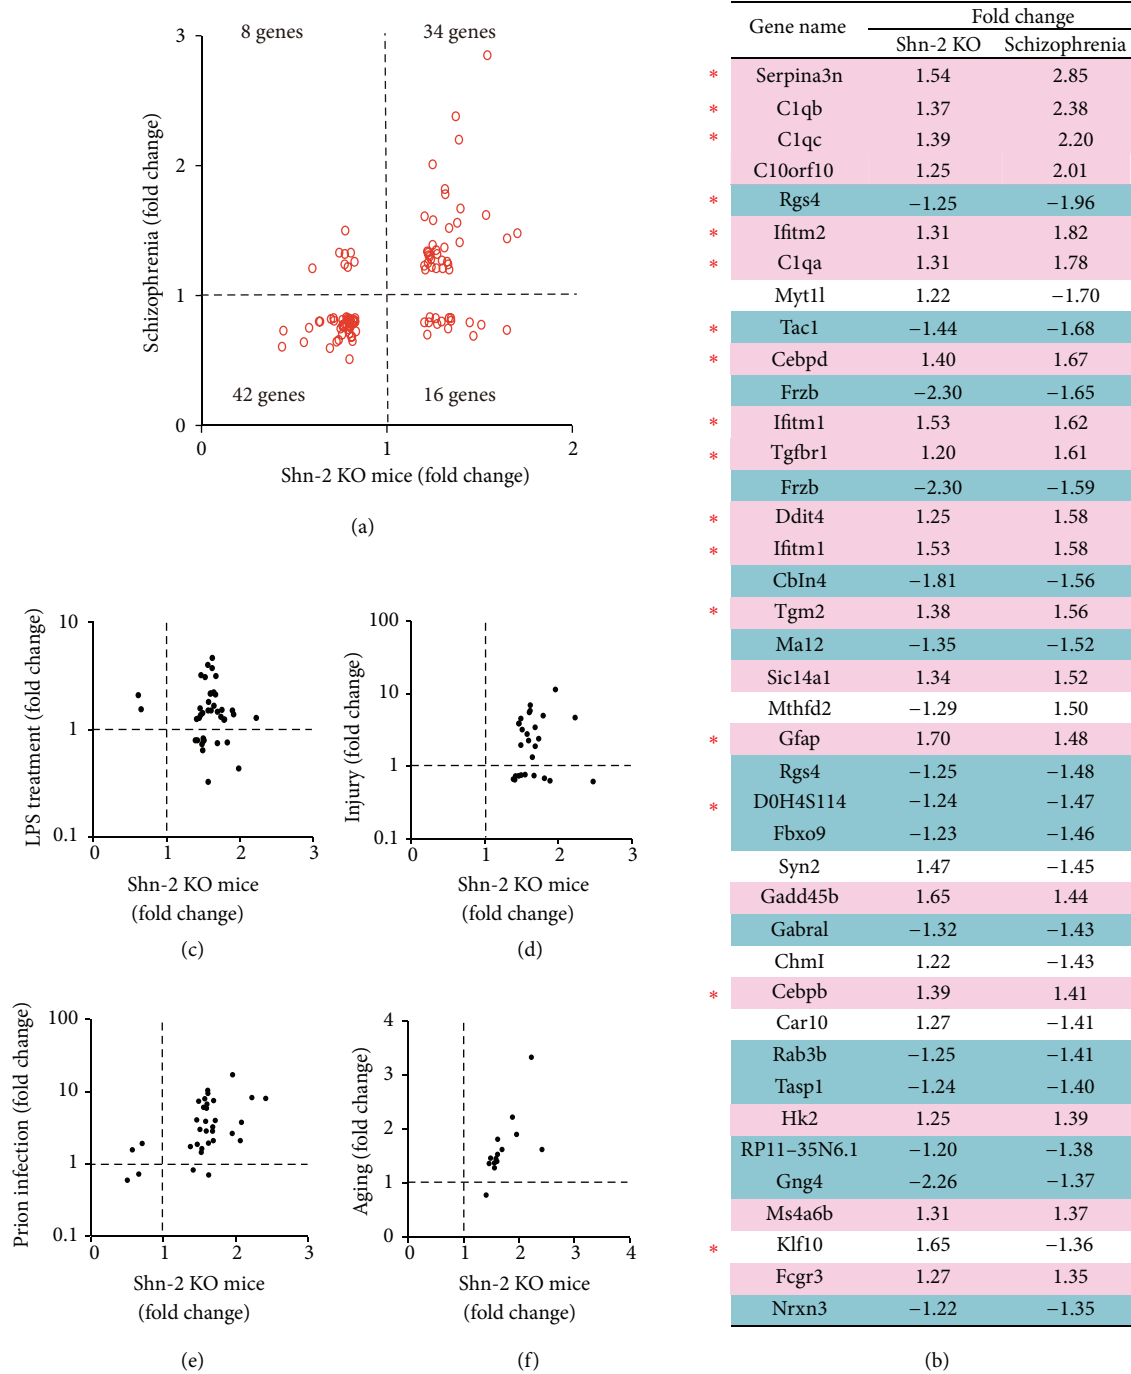 8 genes 34 genes
3
2
1
0
Schizophrenia (fold change)
42 genes 16 genes
0 1 2
Shn-2 KO mice (fold change)
(a)
10
1
0.1
LPS treatment (fold change)
0 1 2 3
Shn-2 KO mice
(fold change)
(c)
100
10
1
0.1
Injury (fold change)
0 1 2 3
Shn-2 KO mice
(fold change)
(d)
100
10
1
0.1
Prion infection (fold change)
0 1 2 3
Shn-2 KO mice
(fold change)
(e)
4
3
2
1
0
Aging (fold change)
0 1 2 3 4
Shn-2 KO mice
(fold change)
(f)
Gene name Fold change
Shn-2 KO Schizophrenia
* Serpina3n 1.54 2.85
* C1qb 1.37 2.38
* C1qc 1.39 2.20
C10orf10 1.25 2.01
* Rgs4 −1.25 −1.96
* Ifitm2 1.31 1.82
* C1qa 1.31 1.78
Myt1l 1.22 −1.70
* Tac1 −1.44 −1.68
* Cebpd 1.40 1.67
Frzb −2.30 −1.65
* Ifitm1 1.53 1.62
* Tgfbr1 1.20 1.61
Frzb −2.30 −1.59
* Ddit4 1.25 1.58
* Ifitm1 1.53 1.58
CbIn4 −1.81 −1.56
* Tgm2 1.38 1.56
Ma12 −1.35 −1.52
Sic14a1 1.34 1.52
Mthfd2 −1.29 1.50
* Gfap 1.70 1.48
Rgs4 −1.25 −1.48
* D0H4S114 −1.24 −1.47
Fbxo9 −1.23 −1.46
Syn2 1.47 −1.45
Gadd45b 1.65 1.44
Gabral −1.32 −1.43
ChmI 1.22 −1.43
* Cebpb 1.39 1.41
Car10 1.27 −1.41
Rab3b −1.25 −1.41
Tasp1 −1.24 −1.40
Hk2 1.25 1.39
RP11–35N6.1 −1.20 −1.38
Gng4 −2.26 −1.37
Ms4a6b 1.31 1.37
* Klf10 1.65 −1.36
Fcgr3 1.27 1.35
Nrxn3 −1.22 −1.35
(b)